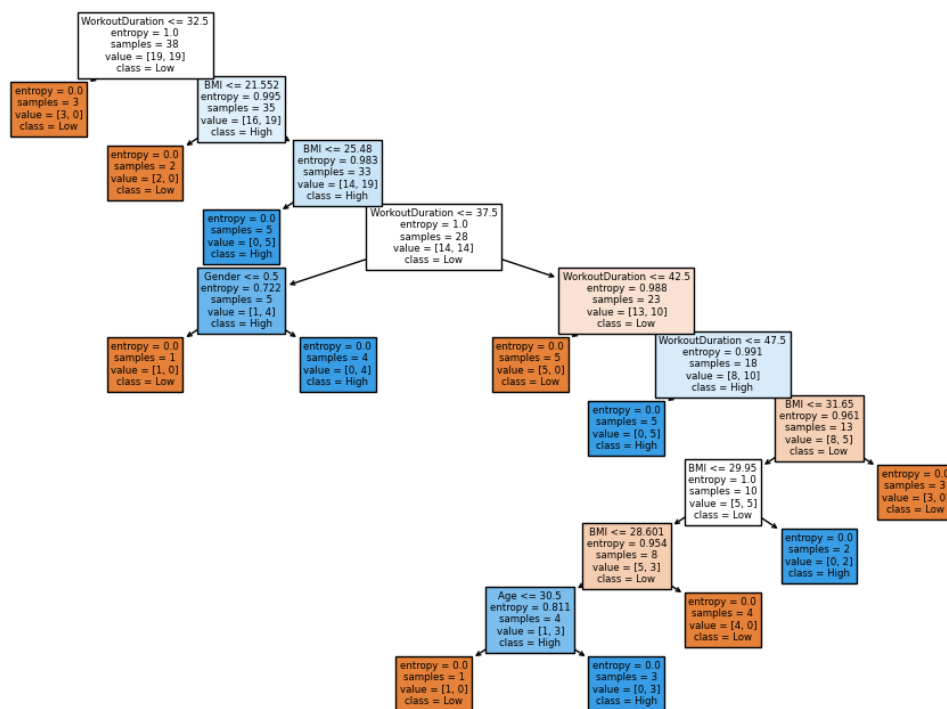 WorkoutDuration <= 32.5
entropy = 1.0
samples = 38
value = [19, 19]
class = Low
entropy = 0.0
samples = 3
value = [3, 0]
class = Low
BMI <= 21.552
entropy = 0.995
samples = 35
value = [16, 19]
class = High
entropy = 0.0
samples = 2
value = [2, 0]
class = Low
BMI <= 25.48
entropy = 0.983
samples = 33
value = [14, 19]
class = High
entropy = 0.0
samples = 5
value = [0, 5]
class = High
WorkoutDuration <= 37.5
entropy = 1.0
samples = 28
value = [14, 14]
class = Low
Gender <= 0.5
entropy = 0.722
samples = 5
value = [1, 4]
class = High
WorkoutDuration <= 42.5
entropy = 0.988
samples = 23
value = [13, 10]
class = Low
entropy = 0.0
samples = 1
value = [1, 0]
class = Low
entropy = 0.0
samples = 4
value = [0, 4]
class = High
entropy = 0.0
samples = 5
value = [5, 0]
class = Low
WorkoutDuration <= 47.5
entropy = 0.991
samples = 18
value = [8, 10]
class = High
entropy = 0.0
samples = 5
value = [0, 5]
class = High
BMI <= 31.65
entropy = 0.961
samples = 13
value = [8, 5]
class = Low
BMI <= 29.95
entropy = 1.0
samples = 10
value = [5, 5]
class = Low
entropy = 0.0
samples = 3
value = [3, 0]
class = Low
BMI <= 28.601
entropy = 0.954
samples = 8
value = [5, 3]
class = Low
entropy = 0.0
samples = 2
value = [0, 2]
class = High
Age <= 30.5
entropy = 0.811
samples = 4
value = [1, 3]
class = High
entropy = 0.0
samples = 4
value = [4, 0]
class = Low
entropy = 0.0
samples = 1
value = [1, 0]
class = Low
entropy = 0.0
samples = 3
value = [0, 3]
class = High